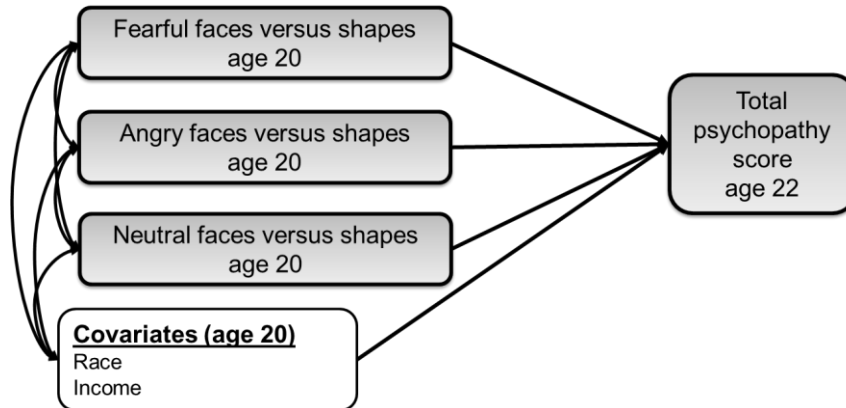 Fearful faces versus shapes
age 20
Angry faces versus shapes
age 20
Neutral faces versus shapes
age 20
Covariates (age 20)
Race
Income
Total
psychopathy
score
age 22